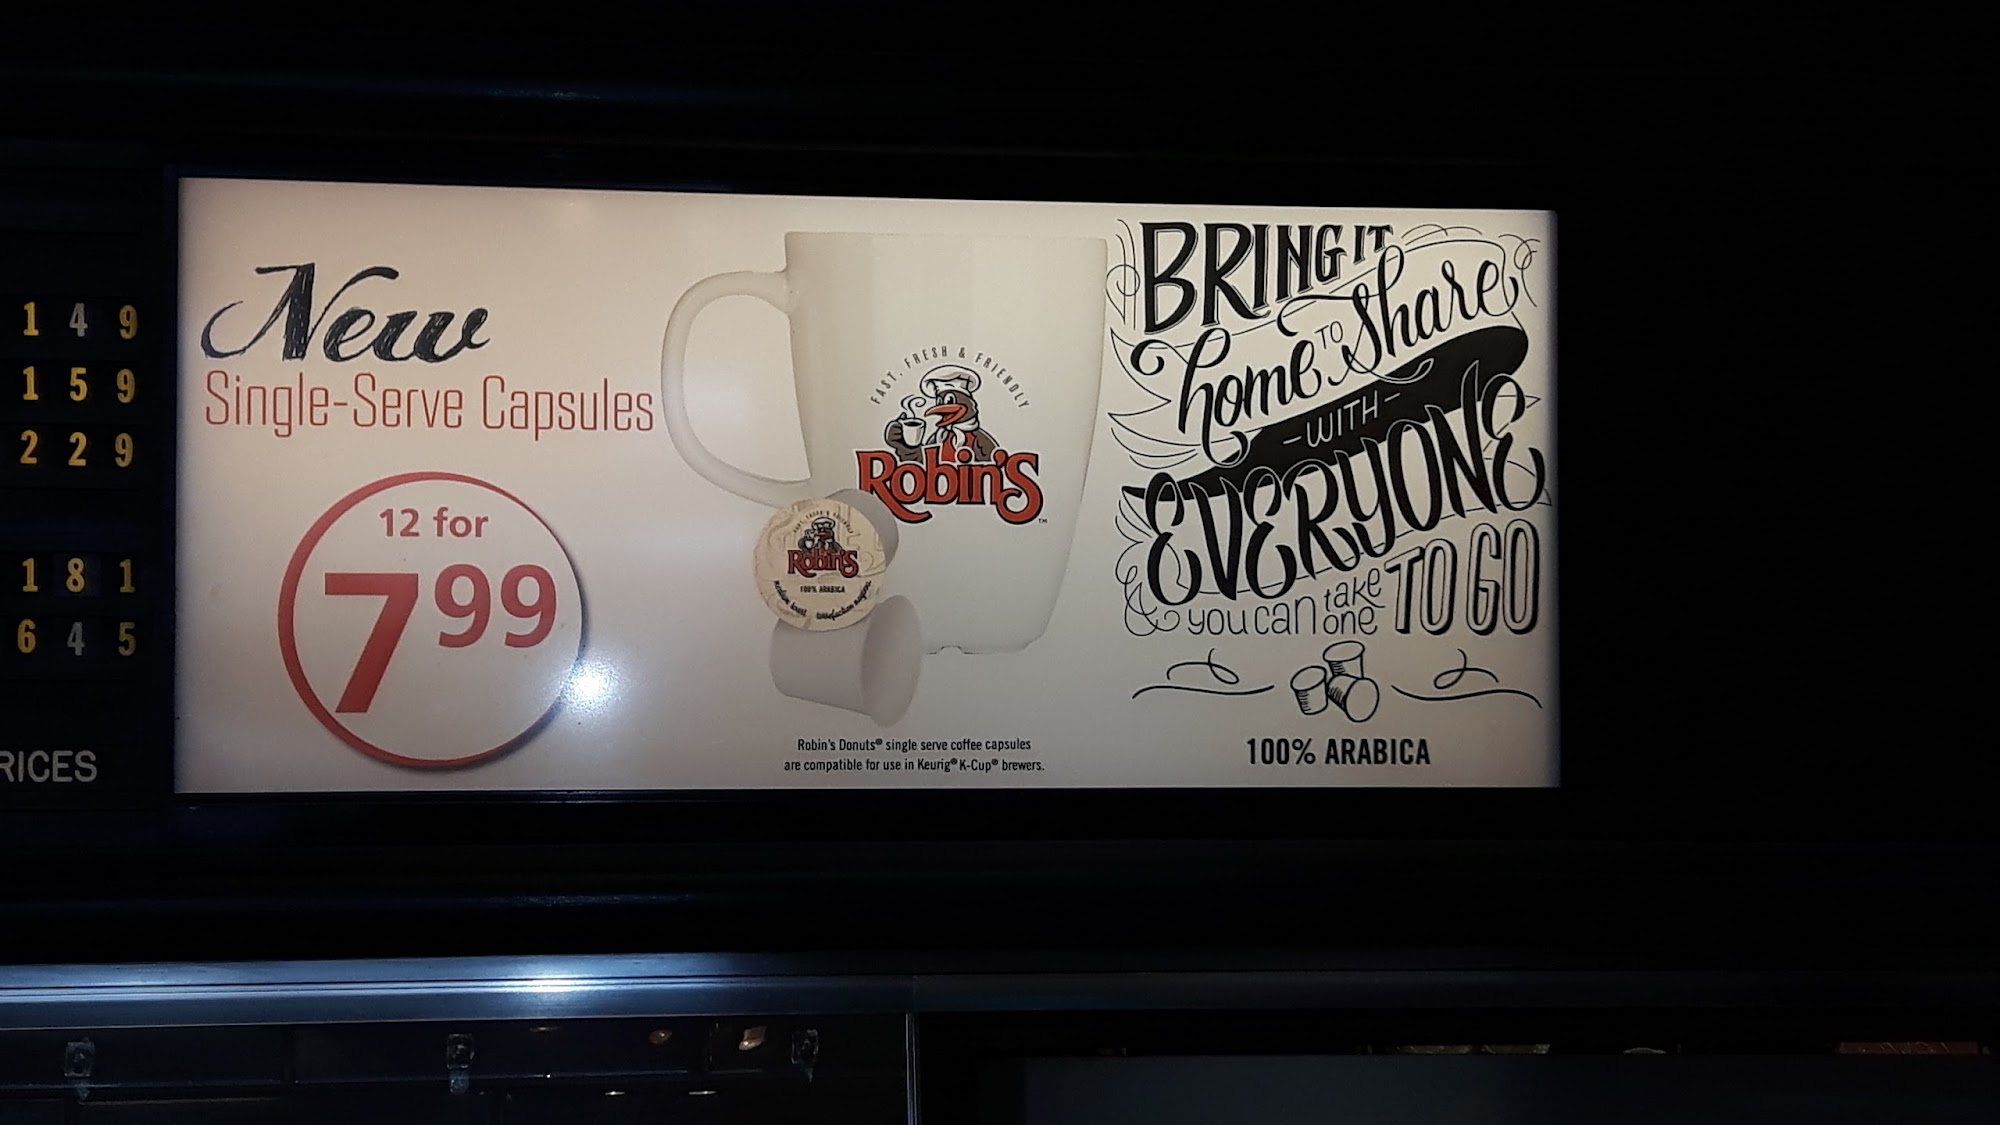 1 4 9
1 5 9
2 2 9
1 8 1
6 4 5
RICES
New
Single-Serve Capsules
12 for
7 99
FAST, FRESH & FRIENDLY
Robin's™
Robin's
100% ARABICA
Robin's Donuts® single serve coffee capsules
are compatible for use in Keurig® K-Cup® brewers.
BRING IT
home TO share
-WITH-
EVERYONE
you can take one TO GO
100% ARABICA